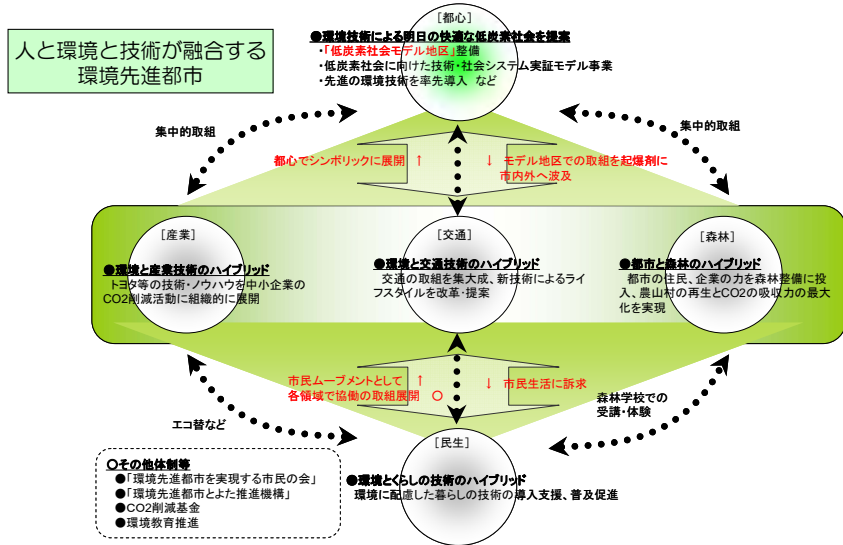 人と環境と技術が融合する
環境先進都市
[都心]
●環境技術による明日の快適な低炭素社会を提案
・「低炭素社会モデル地区」整備
・低炭素社会に向けた技術・社会システム実証モデル事業
・先進の環境技術を率先導入 など
集中的取組
集中的取組
都心でシンボリックに展開 ↑
↓ モデル地区での取組を起爆剤に
市内外へ波及
[産業]
●環境と産業技術のハイブリッド
トヨタ等の技術・ノウハウを中小企業の
CO2削減活動に組織的に展開
[交通]
●環境と交通技術のハイブリッド
交通の取組を集大成、新技術によるライ
フスタイルを改革・提案
[森林]
●都市と森林のハイブリッド
都市の住民、企業の力を森林整備に投
入、農山村の再生とCO2の吸収力の最大
化を実現
市民ムーブメントとして ↑
各領域で協働の取組展開 ○
↓ 市民生活に訴求
エコ替など
森林学校での
受講・体験
[民生]
●環境とくらしの技術のハイブリッド
環境に配慮した暮らしの技術の導入支援、普及促進
○その他体制等
●「環境先進都市を実現する市民の会」
●「環境先進都市とよた推進機構」
●CO2削減基金
●環境教育推進